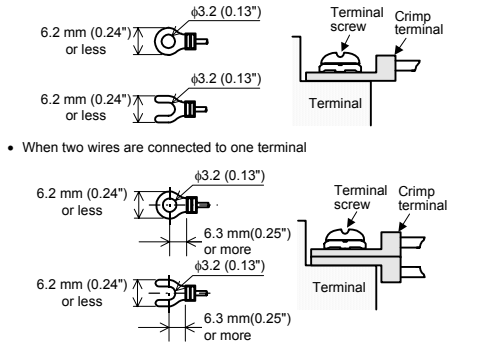 ϕ3.2 (0.13")
6.2 mm (0.24")
or less
Terminal
screw
Crimp
terminal
ϕ3.2 (0.13")
6.2 mm (0.24")
or less
Terminal
• When two wires are connected to one terminal
ϕ3.2 (0.13")
6.2 mm (0.24")
or less
6.3 mm(0.25")
or more
Terminal
screw
Crimp
terminal
ϕ3.2 (0.13")
6.2 mm (0.24")
or less
6.3 mm(0.25")
or more
Terminal